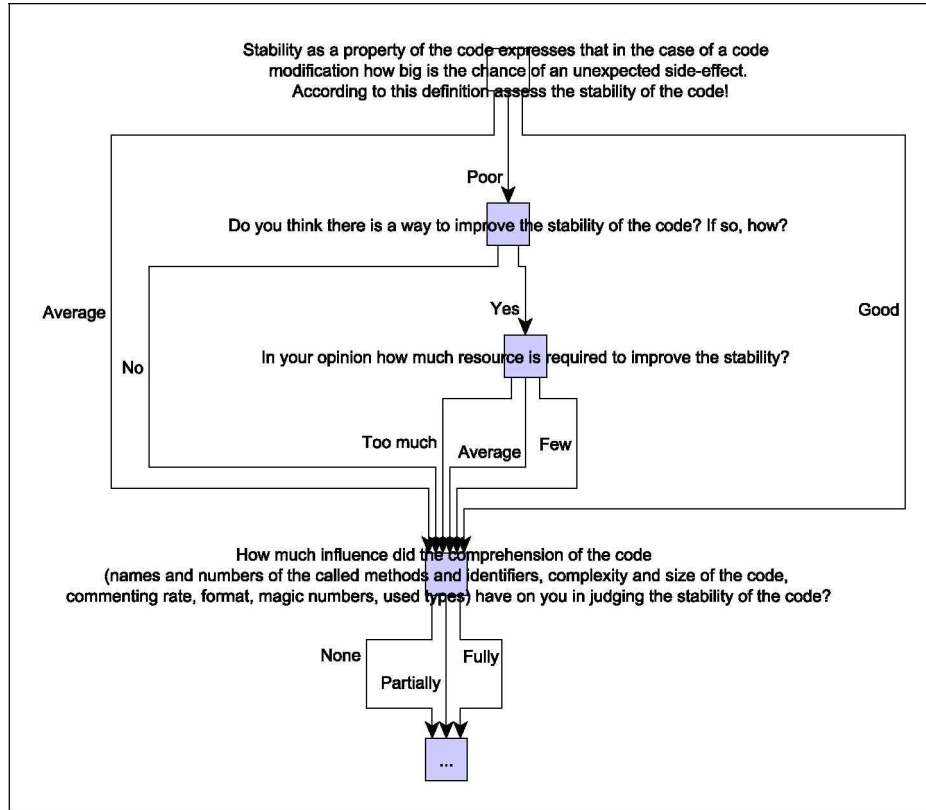 Stability as a property of the code expresses that in the case of a code
modification how big is the chance of an unexpected side-effect.
According to this definition assess the stability of the code!
Poor
Do you think there is a way to improve the stability of the code? If so, how?
Average
Good
Yes
No
In your opinion how much resource is required to improve the stability?
Too much
Average
Few
How much influence did the comprehension of the code
(names and numbers of the called methods and identifiers, complexity and size of the code,
commenting rate, format, magic numbers, used types) have on you in judging the stability of the code?
None
Partially
Fully
...